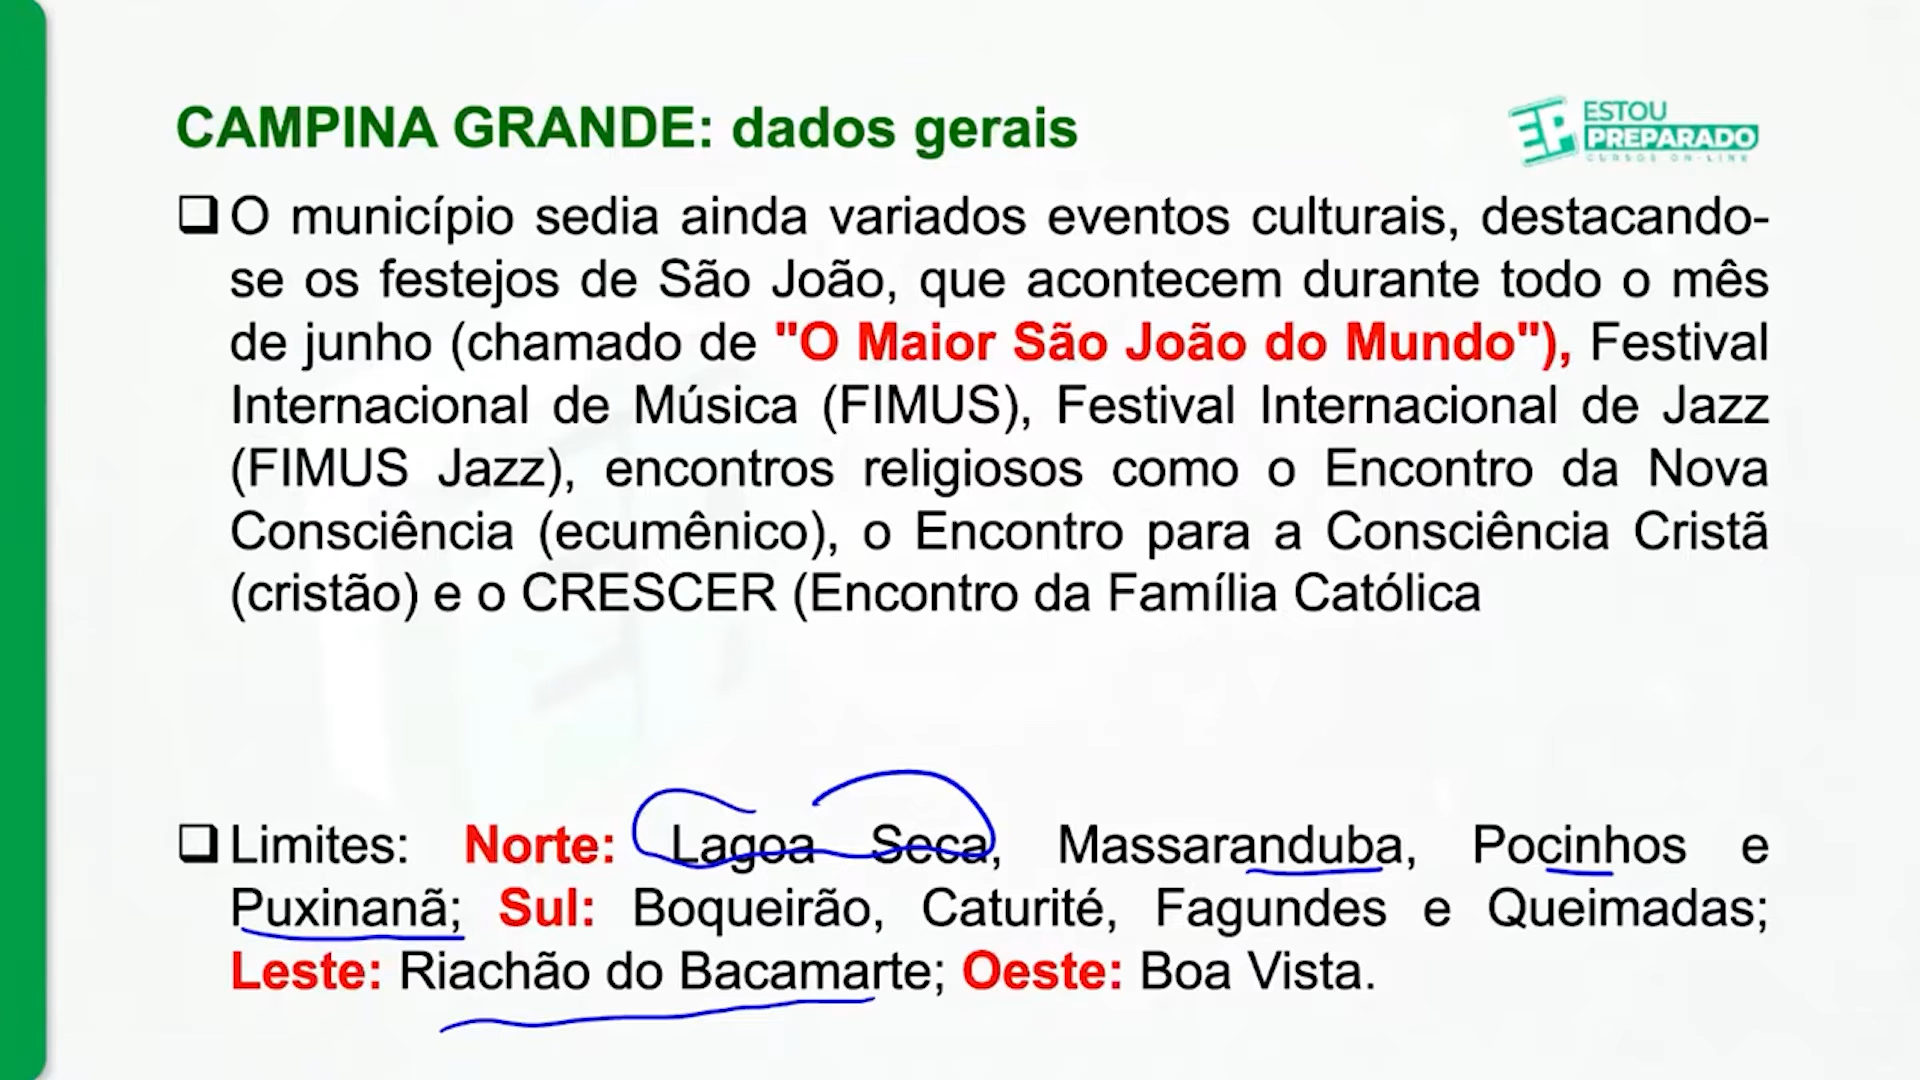 CAMPINA GRANDE: dados gerais
ESTOU
PREPARADO
CURSOS ON-LINE
O município sedia ainda variados eventos culturais, destacando-
se os festejos de São João, que acontecem durante todo o mês
de junho (chamado de "O Maior São João do Mundo"), Festival
Internacional de Música (FIMUS), Festival Internacional de Jazz
(FIMUS Jazz), encontros religiosos como o Encontro da Nova
Consciência (ecumênico), o Encontro para a Consciência Cristã
(cristão) e o CRESCER (Encontro da Família Católica
Limites: Norte: Lagoa Seca, Massaranduba, Pocinhos e
Puxinanã; Sul: Boqueirão, Caturité, Fagundes e Queimadas;
Leste: Riachão do Bacamarte; Oeste: Boa Vista.